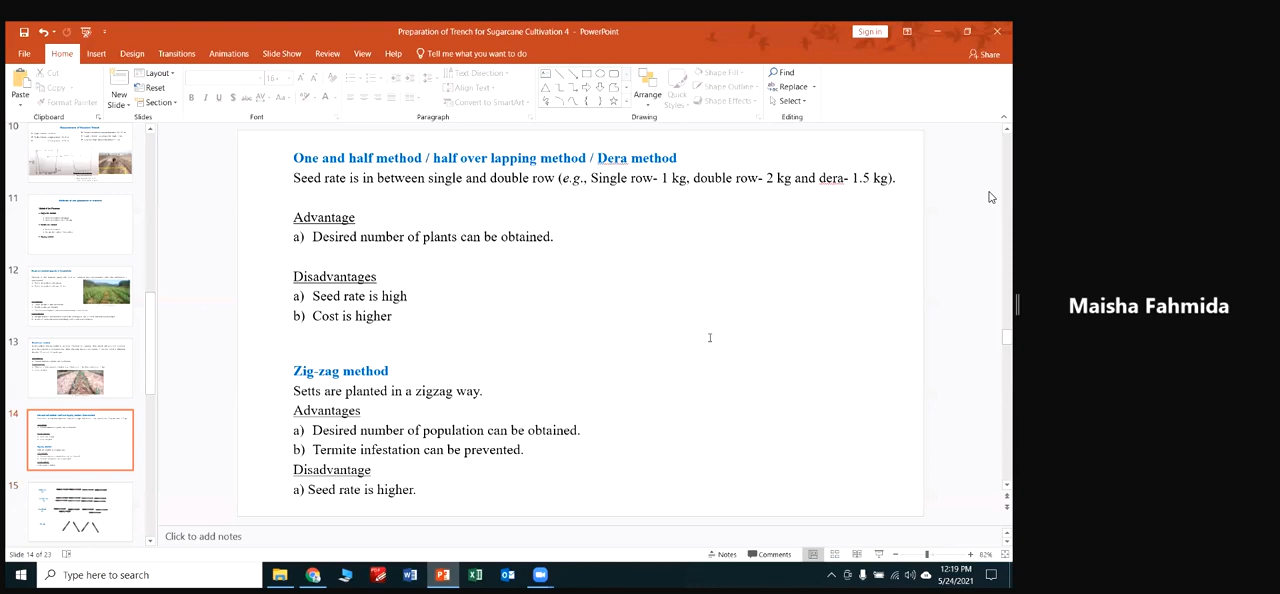 Preparation of Trench for Sugarcane Cultivation 4 - PowerPoint
Sign in
File Home Insert Design Transitions Animations Slide Show Review View Help Tell me what you want to do
Share
Paste
Cut
Copy
Format Painter
Clipboard
New Slide
Layout
Reset
Section
Slides
16
Font
Text Direction
Align Text
Convert to SmartArt
Paragraph
Arrange
Quick Styles
Shape Fill
Shape Outline
Shape Effects
Drawing
Find
Replace
Select
Editing
10
11
12
13
14
15
One and half method / half over lapping method / Dera method
Seed rate is in between single and double row (e.g., Single row- 1 kg, double row- 2 kg and dera- 1.5 kg).
Advantage
a) Desired number of plants can be obtained.
Disadvantages
a) Seed rate is high
b) Cost is higher
Zig-zag method
Setts are planted in a zigzag way.
Advantages
a) Desired number of population can be obtained.
b) Termite infestation can be prevented.
Disadvantage
a) Seed rate is higher.
Click to add notes
Slide 14 of 23
Notes
Comments
82%
Type here to search
12:19 PM
5/24/2021
Maisha Fahmida